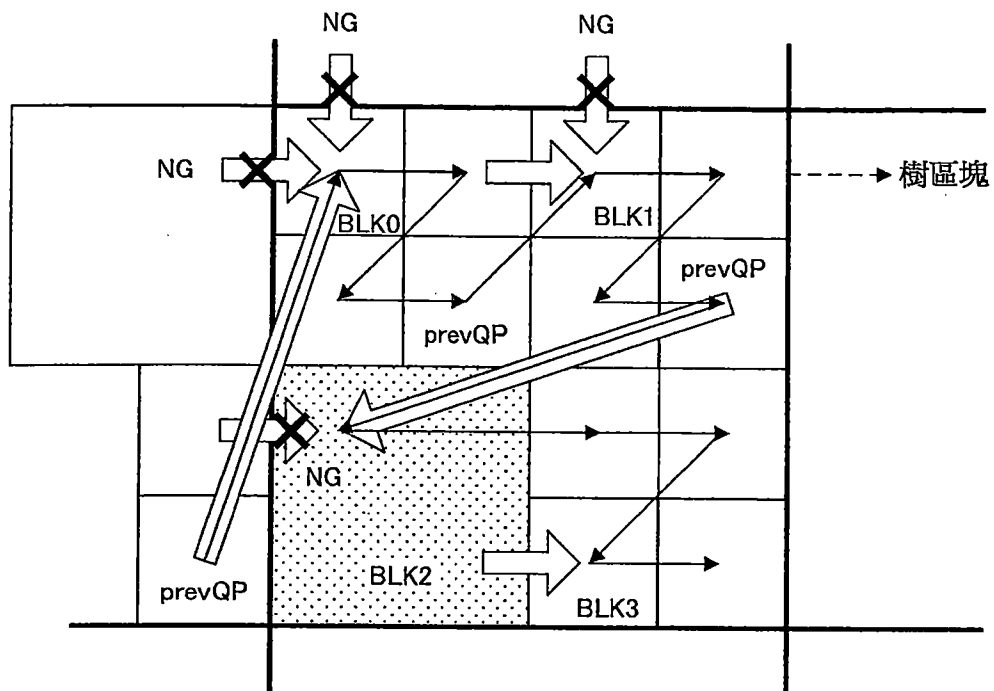 NG
NG
NG
樹區塊
BLK0
BLK1
prevQP
prevQP
NG
BLK2
prevQP
BLK3